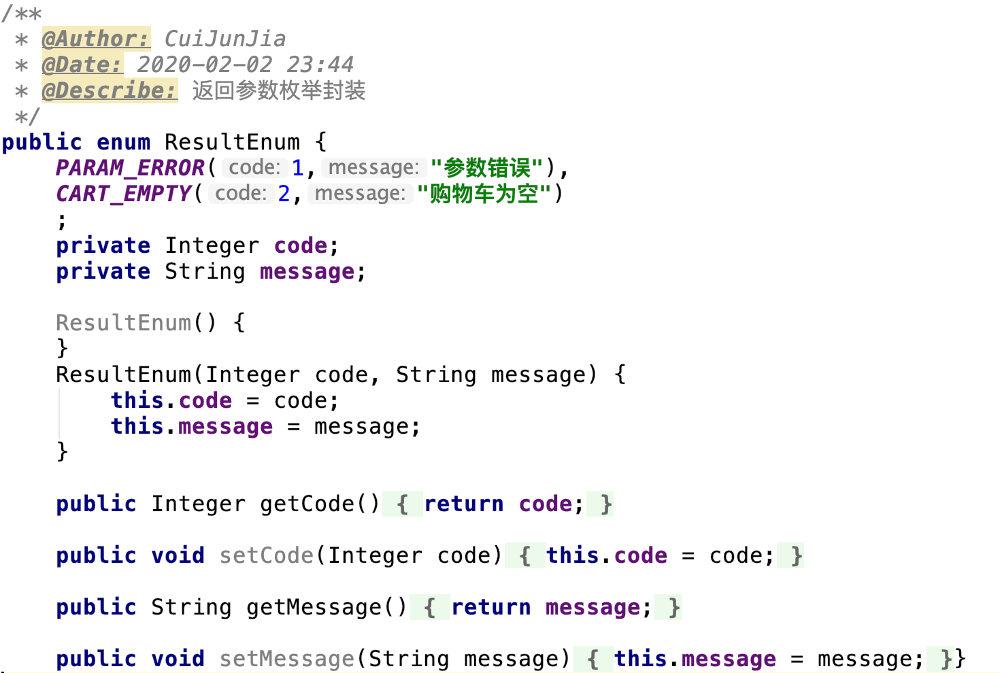 /**
 * @Author: CuiJunJia
 * @Date: 2020-02-02 23:44
 * @Describe: 返回参数枚举封装
 */
public enum ResultEnum {
    PARAM_ERROR( code: 1, message: "参数错误"),
    CART_EMPTY( code: 2, message: "购物车为空")
    ;
    private Integer code;
    private String message;

    ResultEnum() {
    }
    ResultEnum(Integer code, String message) {
        this.code = code;
        this.message = message;
    }

    public Integer getCode() { return code; }

    public void setCode(Integer code) { this.code = code; }

    public String getMessage() { return message; }

    public void setMessage(String message) { this.message = message; }}